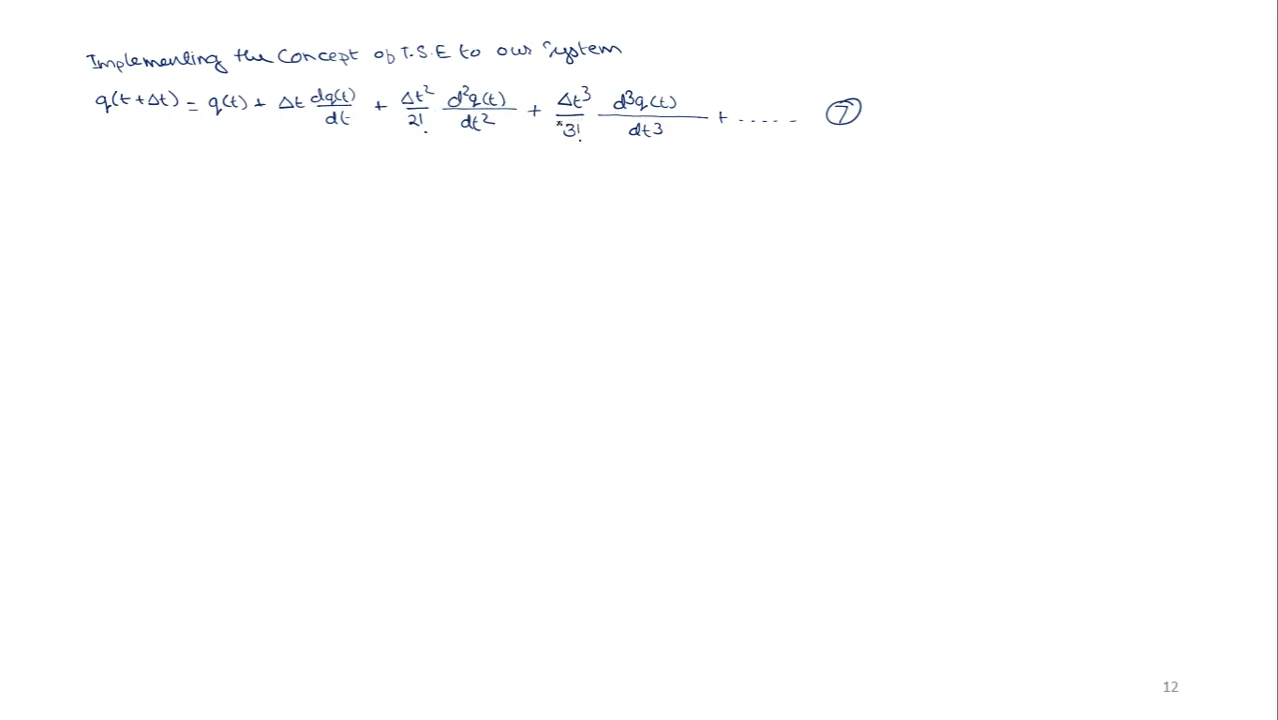 Implementing the Concept of T.S.E to our System
q(t+Δt) = q(t) + Δt dq(t)/dt + Δt²/2! d²q(t)/dt² + Δt³/3! d³q(t)/dt³ + ..... ⑦
12